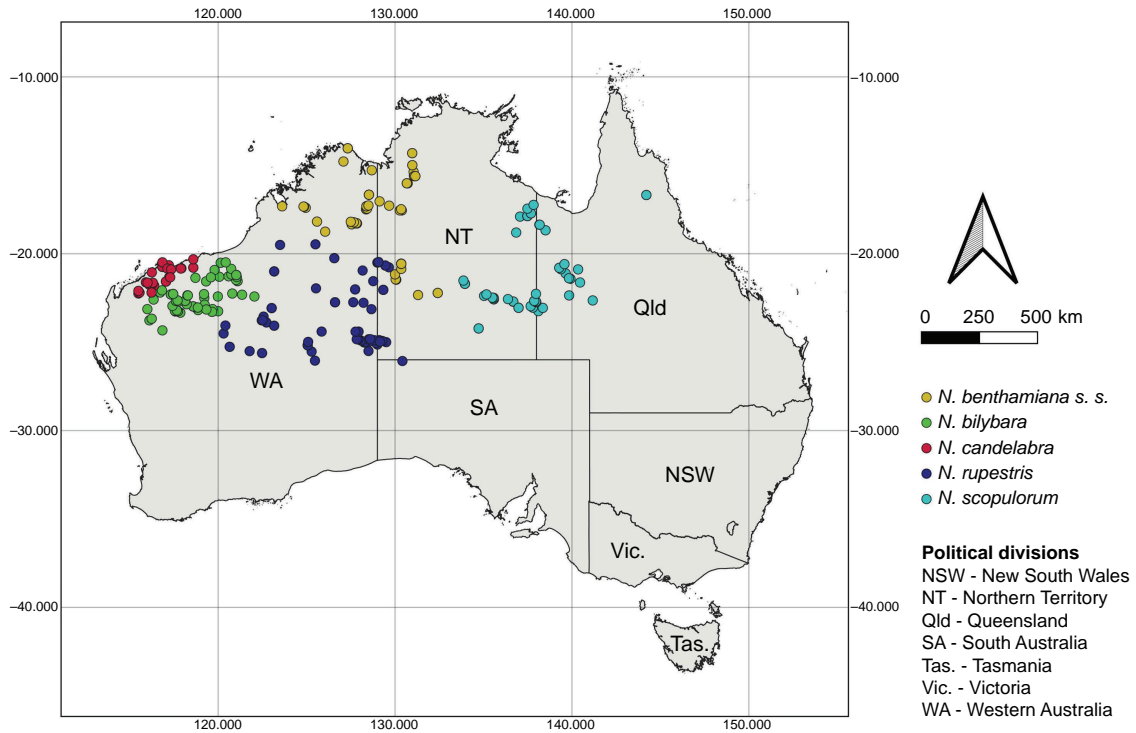 120.000 130.000 140.000 150.000
−10.000 −10.000
−20.000 −20.000
−30.000 −30.000
−40.000 −40.000
120.000 130.000 140.000 150.000
NT
Qld
WA
SA
NSW
Vic.
Tas.
0 250 500 km
N. benthamiana s. s.
N. bilybara
N. candelabra
N. rupestris
N. scopulorum
Political divisions
NSW - New South Wales
NT - Northern Territory
Qld - Queensland
SA - South Australia
Tas. - Tasmania
Vic. - Victoria
WA - Western Australia